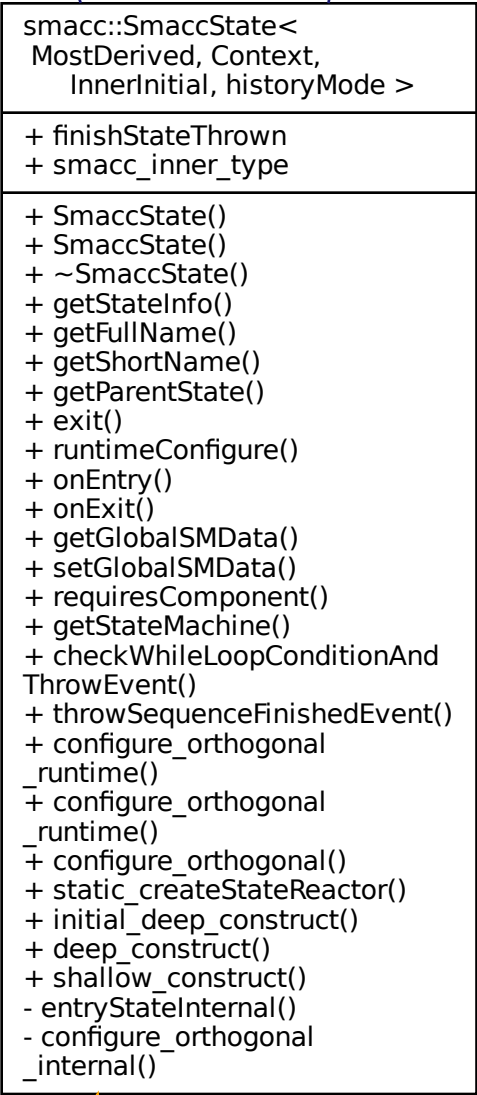 smacc::SmaccState<
MostDerived, Context,
InnerInitial, historyMode >
+ finishStateThrown
+ smacc_inner_type
+ SmaccState()
+ SmaccState()
+ ~SmaccState()
+ getStateInfo()
+ getFullName()
+ getShortName()
+ getParentState()
+ exit()
+ runtimeConfigure()
+ onEntry()
+ onExit()
+ getGlobalSMData()
+ setGlobalSMData()
+ requiresComponent()
+ getStateMachine()
+ checkWhileLoopConditionAnd
ThrowEvent()
+ throwSequenceFinishedEvent()
+ configure_orthogonal
_runtime()
+ configure_orthogonal
_runtime()
+ configure_orthogonal()
+ static_createStateReactor()
+ initial_deep_construct()
+ deep_construct()
+ shallow_construct()
- entryStateInternal()
- configure_orthogonal
_internal()